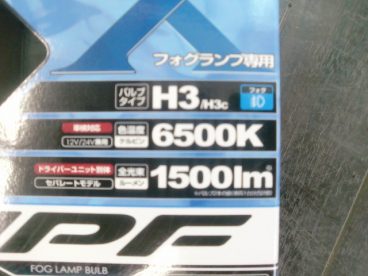 フォグランプ専用
バルブタイプ H3/H3c フォグ
車検対応 12V/24V兼用 色温度 ケルビン 6500K
ドライバーユニット別体 セパレートモデル 全光束 ルーメン 1500lm
IPF
FOG LAMP BULB